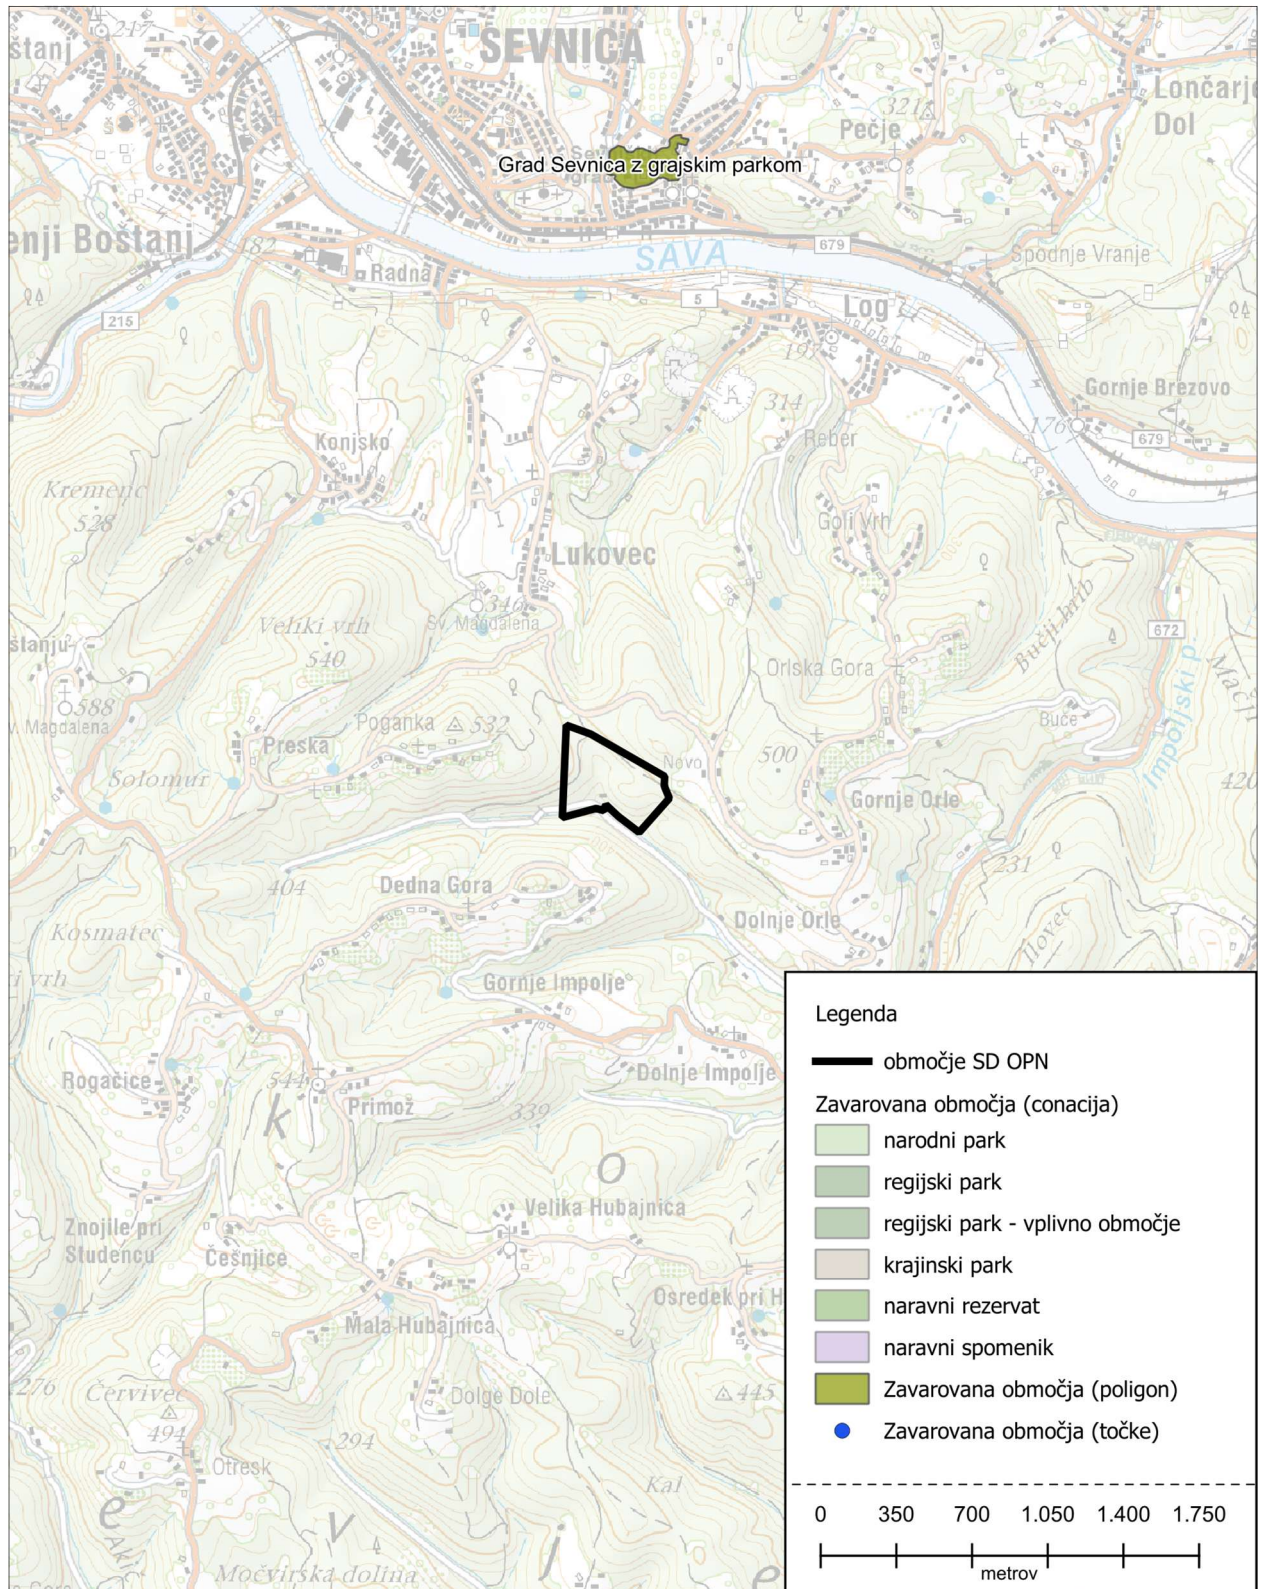 SEVNICA
217
štanj
Lončarje
Dol
321
Pečje
Grad Sevnica z grajskim parkom
enji Boštanj
182
679
SAVA
Spodnje Vranje
Radna
5
Log
215
197
K
K
314
Gornje Brezovo
Konjsko
Reber
176
679
Kremenc
528
Golj Vrh
Lukovec
346
Sv. Magdalena
Veliki vrh
540
štanju
Bučji hrib
672
588
v. Magdalena
Orlska Gora
Impoljski p.
Poganka
532
Buče
Preska
Novo
500
Solomur
Gornje Orle
420
231
404
Dedna Gora
Dolnje Orle
Kosmatec
Ilovec
vrh
Gornje Impolje
Rogačice
544
Dolnje Impolje
Primož
339
k
o
Velika Hubajnica
Znojile pri
Studencu
Češnjice
Osredek pri H
Mala Hubajnica
276
Červivec
494
Dolge Dole
445
294
Otresk
Kal
e
v
j
e
Močvirska dolina
Legenda
območje SD OPN
Zavarovana območja (conacija)
narodni park
regijski park
regijski park - vplivno območje
krajinski park
naravni rezervat
naravni spomenik
Zavarovana območja (poligon)
Zavarovana območja (točke)
0 350 700 1.050 1.400 1.750
metrov